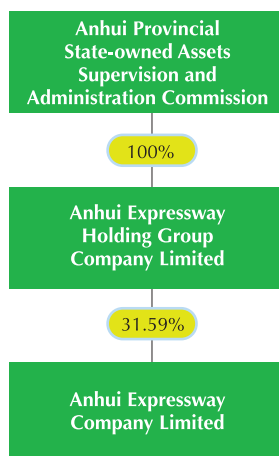 Anhui Provincial
State-owned Assets
Supervision and
Administration Commission
100%
Anhui Expressway
Holding Group
Company Limited
31.59%
Anhui Expressway
Company Limited